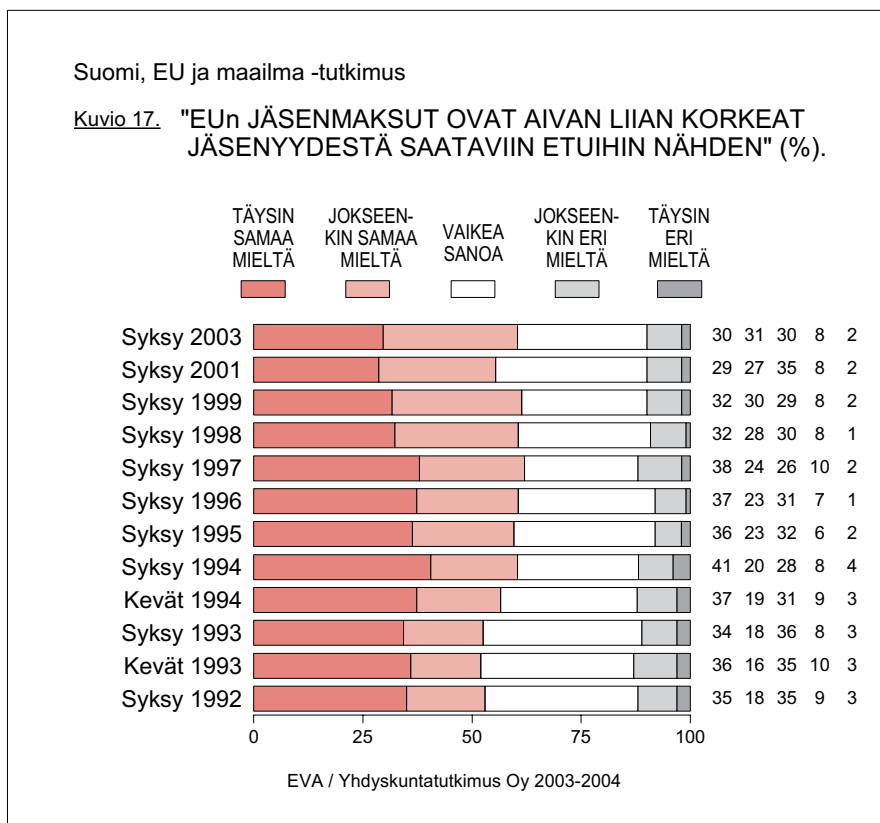 Suomi, EU ja maailma -tutkimus
Kuvio 17. "EUn JÄSENMAKSUT OVAT AIVAN LIIAN KORKEAT
JÄSENYYDESTÄ SAATAVIIN ETUIHIN NÄHDEN" (%).
TÄYSIN
SAMAA
MIELTÄ
JOKSEEN-
KIN SAMAA
MIELTÄ
VAIKEA
SANOA
JOKSEEN-
KIN ERI
MIELTÄ
TÄYSIN
ERI
MIELTÄ
Syksy 2003 30 31 30 8 2
Syksy 2001 29 27 35 8 2
Syksy 1999 32 30 29 8 2
Syksy 1998 32 28 30 8 1
Syksy 1997 38 24 26 10 2
Syksy 1996 37 23 31 7 1
Syksy 1995 36 23 32 6 2
Syksy 1994 41 20 28 8 4
Kevät 1994 37 19 31 9 3
Syksy 1993 34 18 36 8 3
Kevät 1993 36 16 35 10 3
Syksy 1992 35 18 35 9 3
0 25 50 75 100
EVA / Yhdyskuntatutkimus Oy 2003-2004